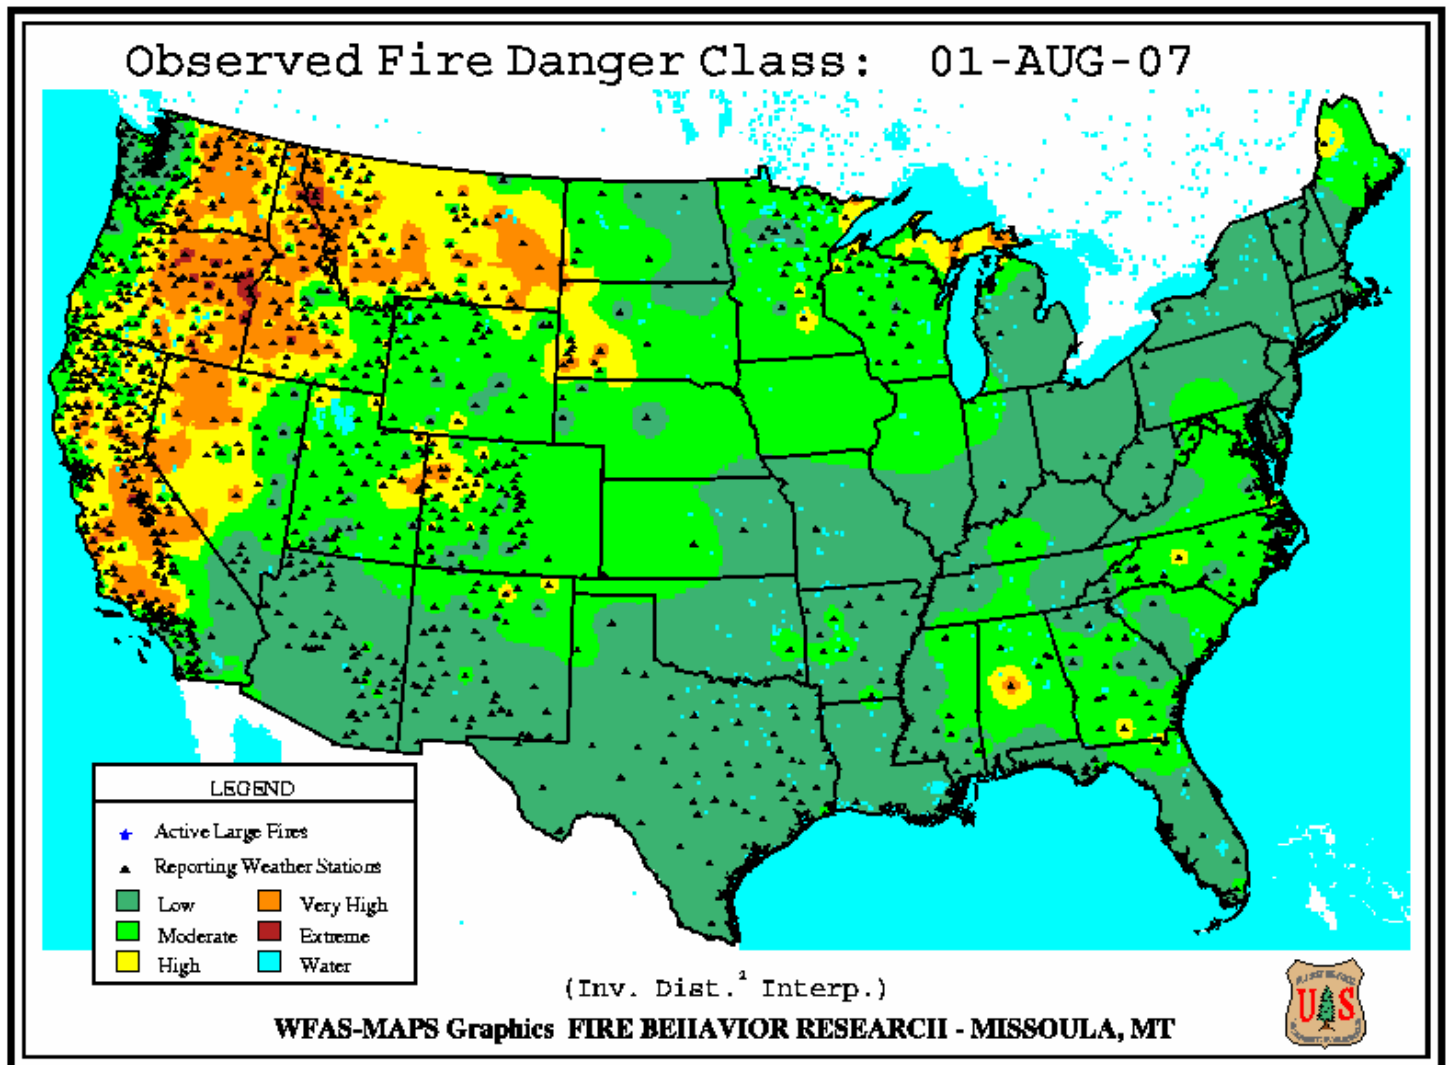 Observed Fire Danger Class: 01-AUG-07
LEGEND
Active Large Fires
Reporting Weather Stations
Low
Very High
Moderate
Extreme
High
Water
(Inv. Dist.² Interp.)
WFAS-MAPS Graphics FIRE BEHAVIOR RESEARCH - MISSOULA, MT
U S